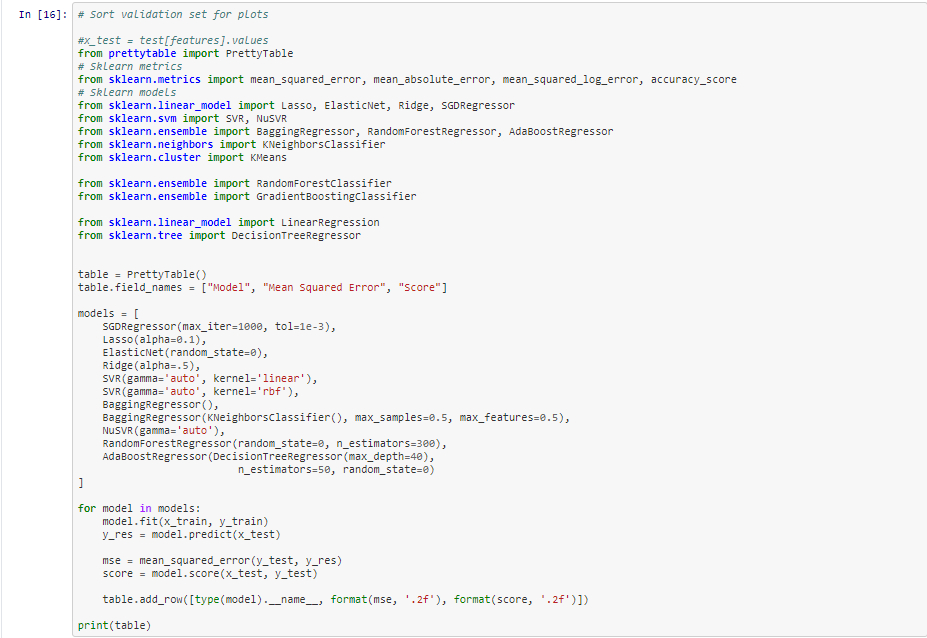 In [16]: # Sort validation set for plots
#x_test = test[features].values
from prettytable import PrettyTable
# Sklearn metrics
from sklearn.metrics import mean_squared_error, mean_absolute_error, mean_squared_log_error, accuracy_score
# Sklearn models
from sklearn.linear_model import Lasso, ElasticNet, Ridge, SGDRegressor
from sklearn.svm import SVR, NuSVR
from sklearn.ensemble import BaggingRegressor, RandomForestRegressor, AdaBoostRegressor
from sklearn.neighbors import KNeighborsClassifier
from sklearn.cluster import KMeans
from sklearn.ensemble import RandomForestClassifier
from sklearn.ensemble import GradientBoostingClassifier
from sklearn.linear_model import LinearRegression
from sklearn.tree import DecisionTreeRegressor
table = PrettyTable()
table.field_names = ["Model", "Mean Squared Error", "Score"]
models = [
    SGDRegressor(max_iter=1000, tol=1e-3),
    Lasso(alpha=0.1),
    ElasticNet(random_state=0),
    Ridge(alpha=.5),
    SVR(gamma='auto', kernel='linear'),
    SVR(gamma='auto', kernel='rbf'),
    BaggingRegressor(),
    BaggingRegressor(KNeighborsClassifier(), max_samples=0.5, max_features=0.5),
    NuSVR(gamma='auto'),
    RandomForestRegressor(random_state=0, n_estimators=300),
    AdaBoostRegressor(DecisionTreeRegressor(max_depth=40),
                          n_estimators=50, random_state=0)
]
for model in models:
    model.fit(x_train, y_train)
    y_res = model.predict(x_test)
    mse = mean_squared_error(y_test, y_res)
    score = model.score(x_test, y_test)
    table.add_row([type(model).__name__, format(mse, '.2f'), format(score, '.2f')])
print(table)